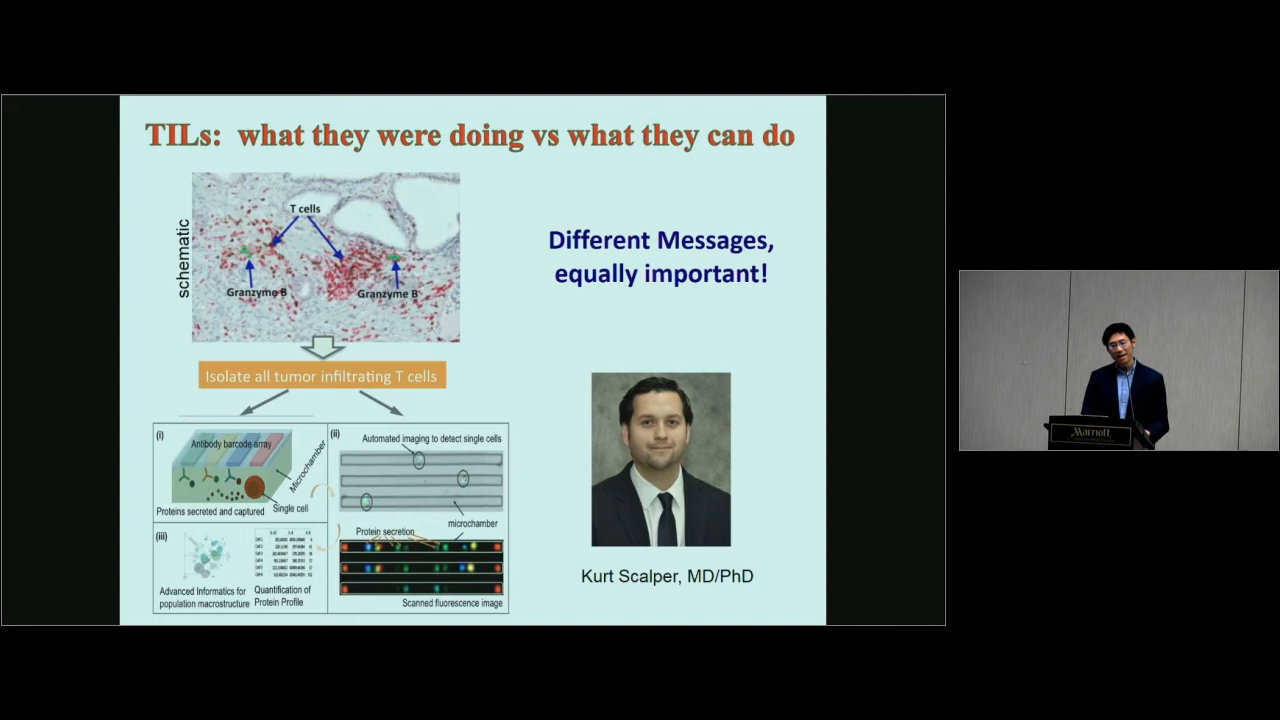 TILs: what they were doing vs what they can do
schematic
T cells
Granzyme B
Granzyme B
Different Messages,
equally important!
Isolate all tumor infiltrating T cells
(i)
Antibody barcode array
Microchamber
Single cell
Proteins secreted and captured
(ii)
Automated imaging to detect single cells
microchamber
Protein secretion
Scanned fluorescence image
(iii)
Advanced Informatics for
population macrostructure
Quantification of
Protein Profile
Kurt Scalper, MD/PhD
Marriott